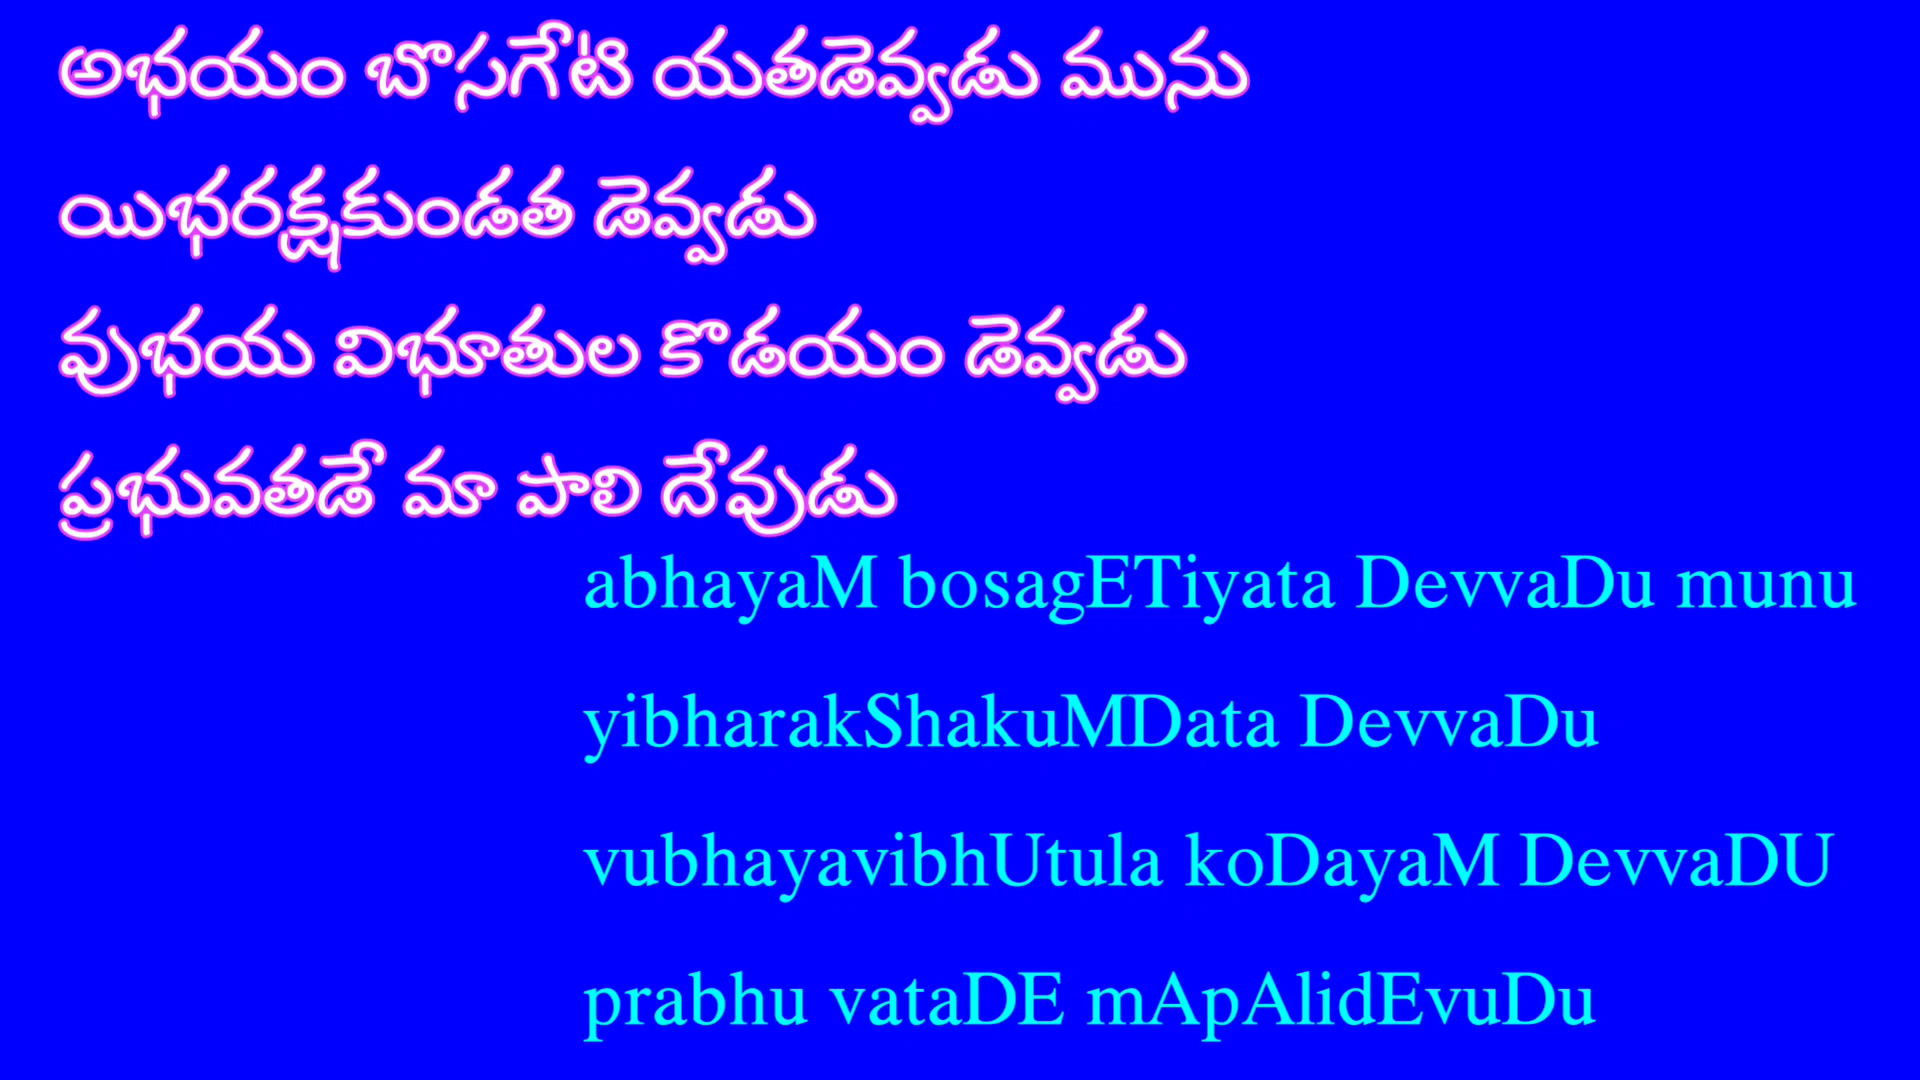 అభయం బొసగేటి యతడెవ్వడు మును
యిభరక్షకుండత డెవ్వడు
వుభయ విభూతుల కొడయం డెవ్వడు
ప్రభువతడే మా పాలి దేవుడు
abhayaM bosagETiyata DevvaDu munu
yibharakShakuMData DevvaDu
vubhayavibhUtula koDayaM DevvaDU
prabhu vataDE mApAlidEvuDu